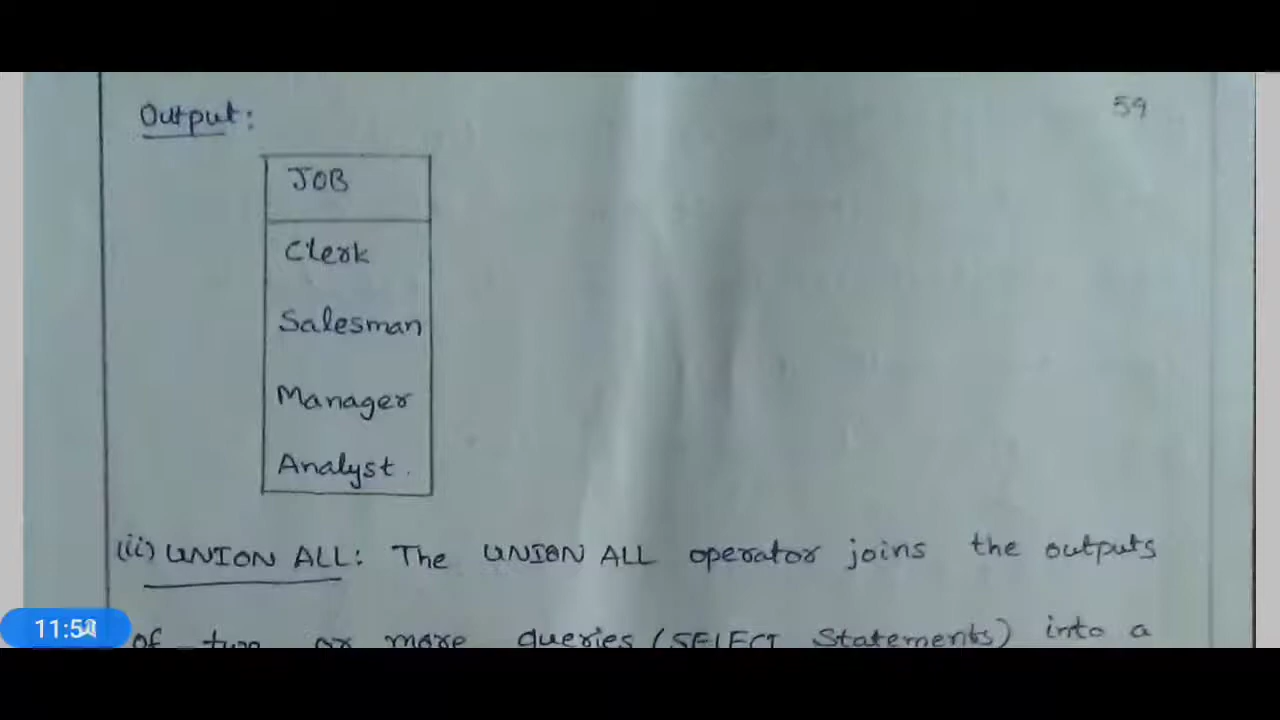 Output:
59
JOB
Clerk
Salesman
Manager
Analyst.
(ii) UNION ALL: The UNION ALL operator joins the outputs
of two or more queries (SELECT Statements) into a
11:58